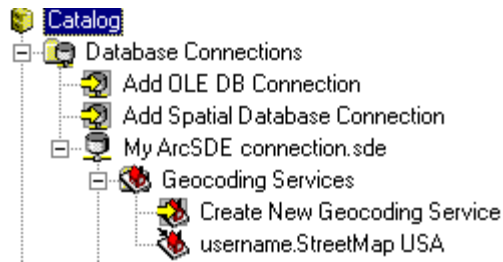 Catalog
Database Connections
Add OLE DB Connection
Add Spatial Database Connection
My ArcSDE connection.sde
Geocoding Services
Create New Geocoding Service
username.StreetMap USA